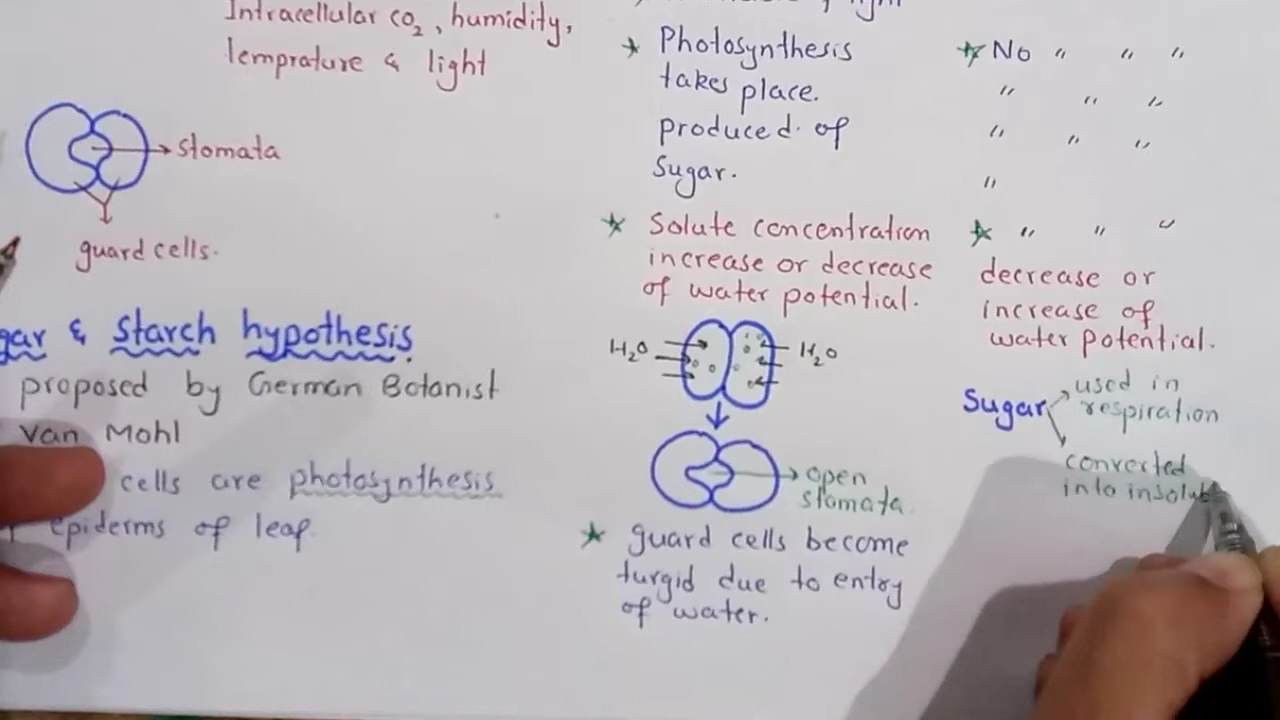 Intracellular CO2, humidity,
temprature & light
stomata
guard cells.
starch hypothesis
proposed by German Botanist
Van Mohl
cells are photosynthesis
epiderms of leaf.
light
* Photosynthesis
takes place.
produced of
Sugar.
* Solute concentration
increase or decrease
of water potential.
H2O
H2O
open
stomata.
* guard cells become
turgid due to entry
of water.
* No " " "
" " "
" " "
"
* " " "
decrease or
increase of
water potential.
Sugar
used in
respiration
converted
into insolub